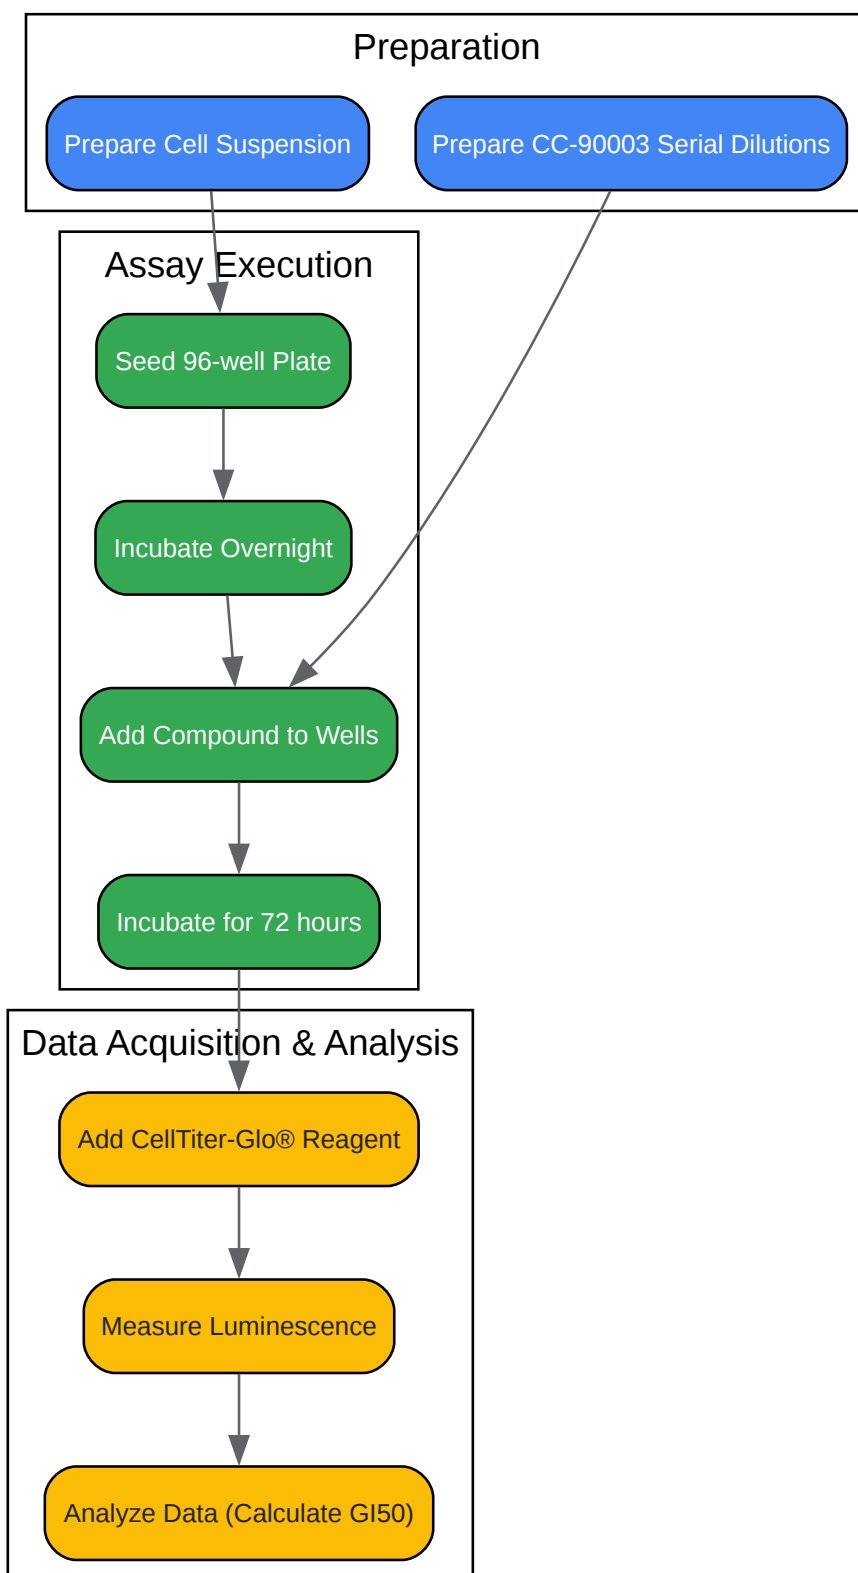 Preparation
Prepare Cell Suspension
Prepare CC-90003 Serial Dilutions
Assay Execution
Seed 96-well Plate
Incubate Overnight
Add Compound to Wells
Incubate for 72 hours
Data Acquisition & Analysis
Add CellTiter-Glo® Reagent
Measure Luminescence
Analyze Data (Calculate GI50)